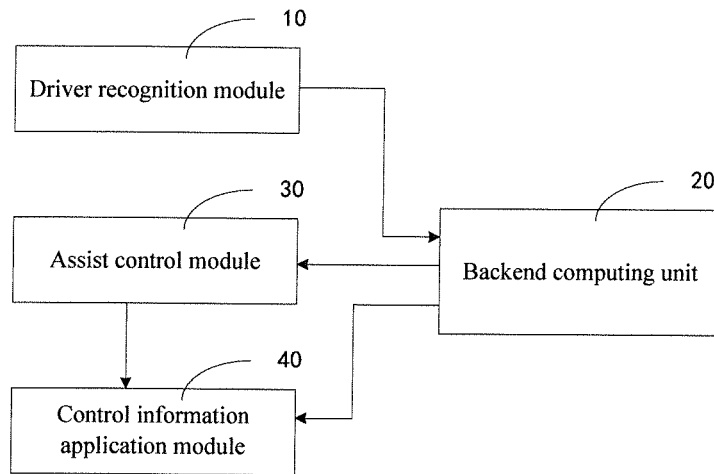 10
Driver recognition module
30
Assist control module
20
Backend computing unit
40
Control information
application module